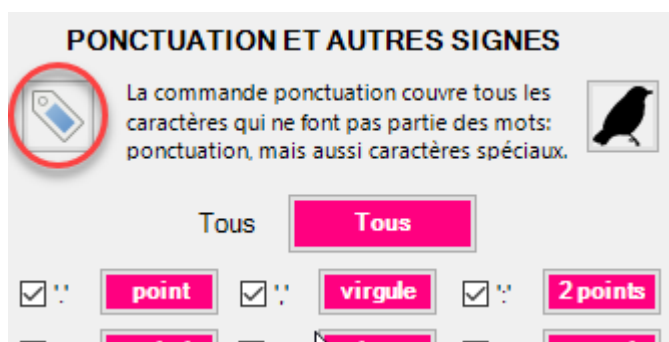 PONCTUATION ET AUTRES SIGNES
La commande ponctuation couvre tous les
caractères qui ne font pas partie des mots:
ponctuation, mais aussi caractères spéciaux.
Tous Tous
'.' point ',' virgule ':' 2 points